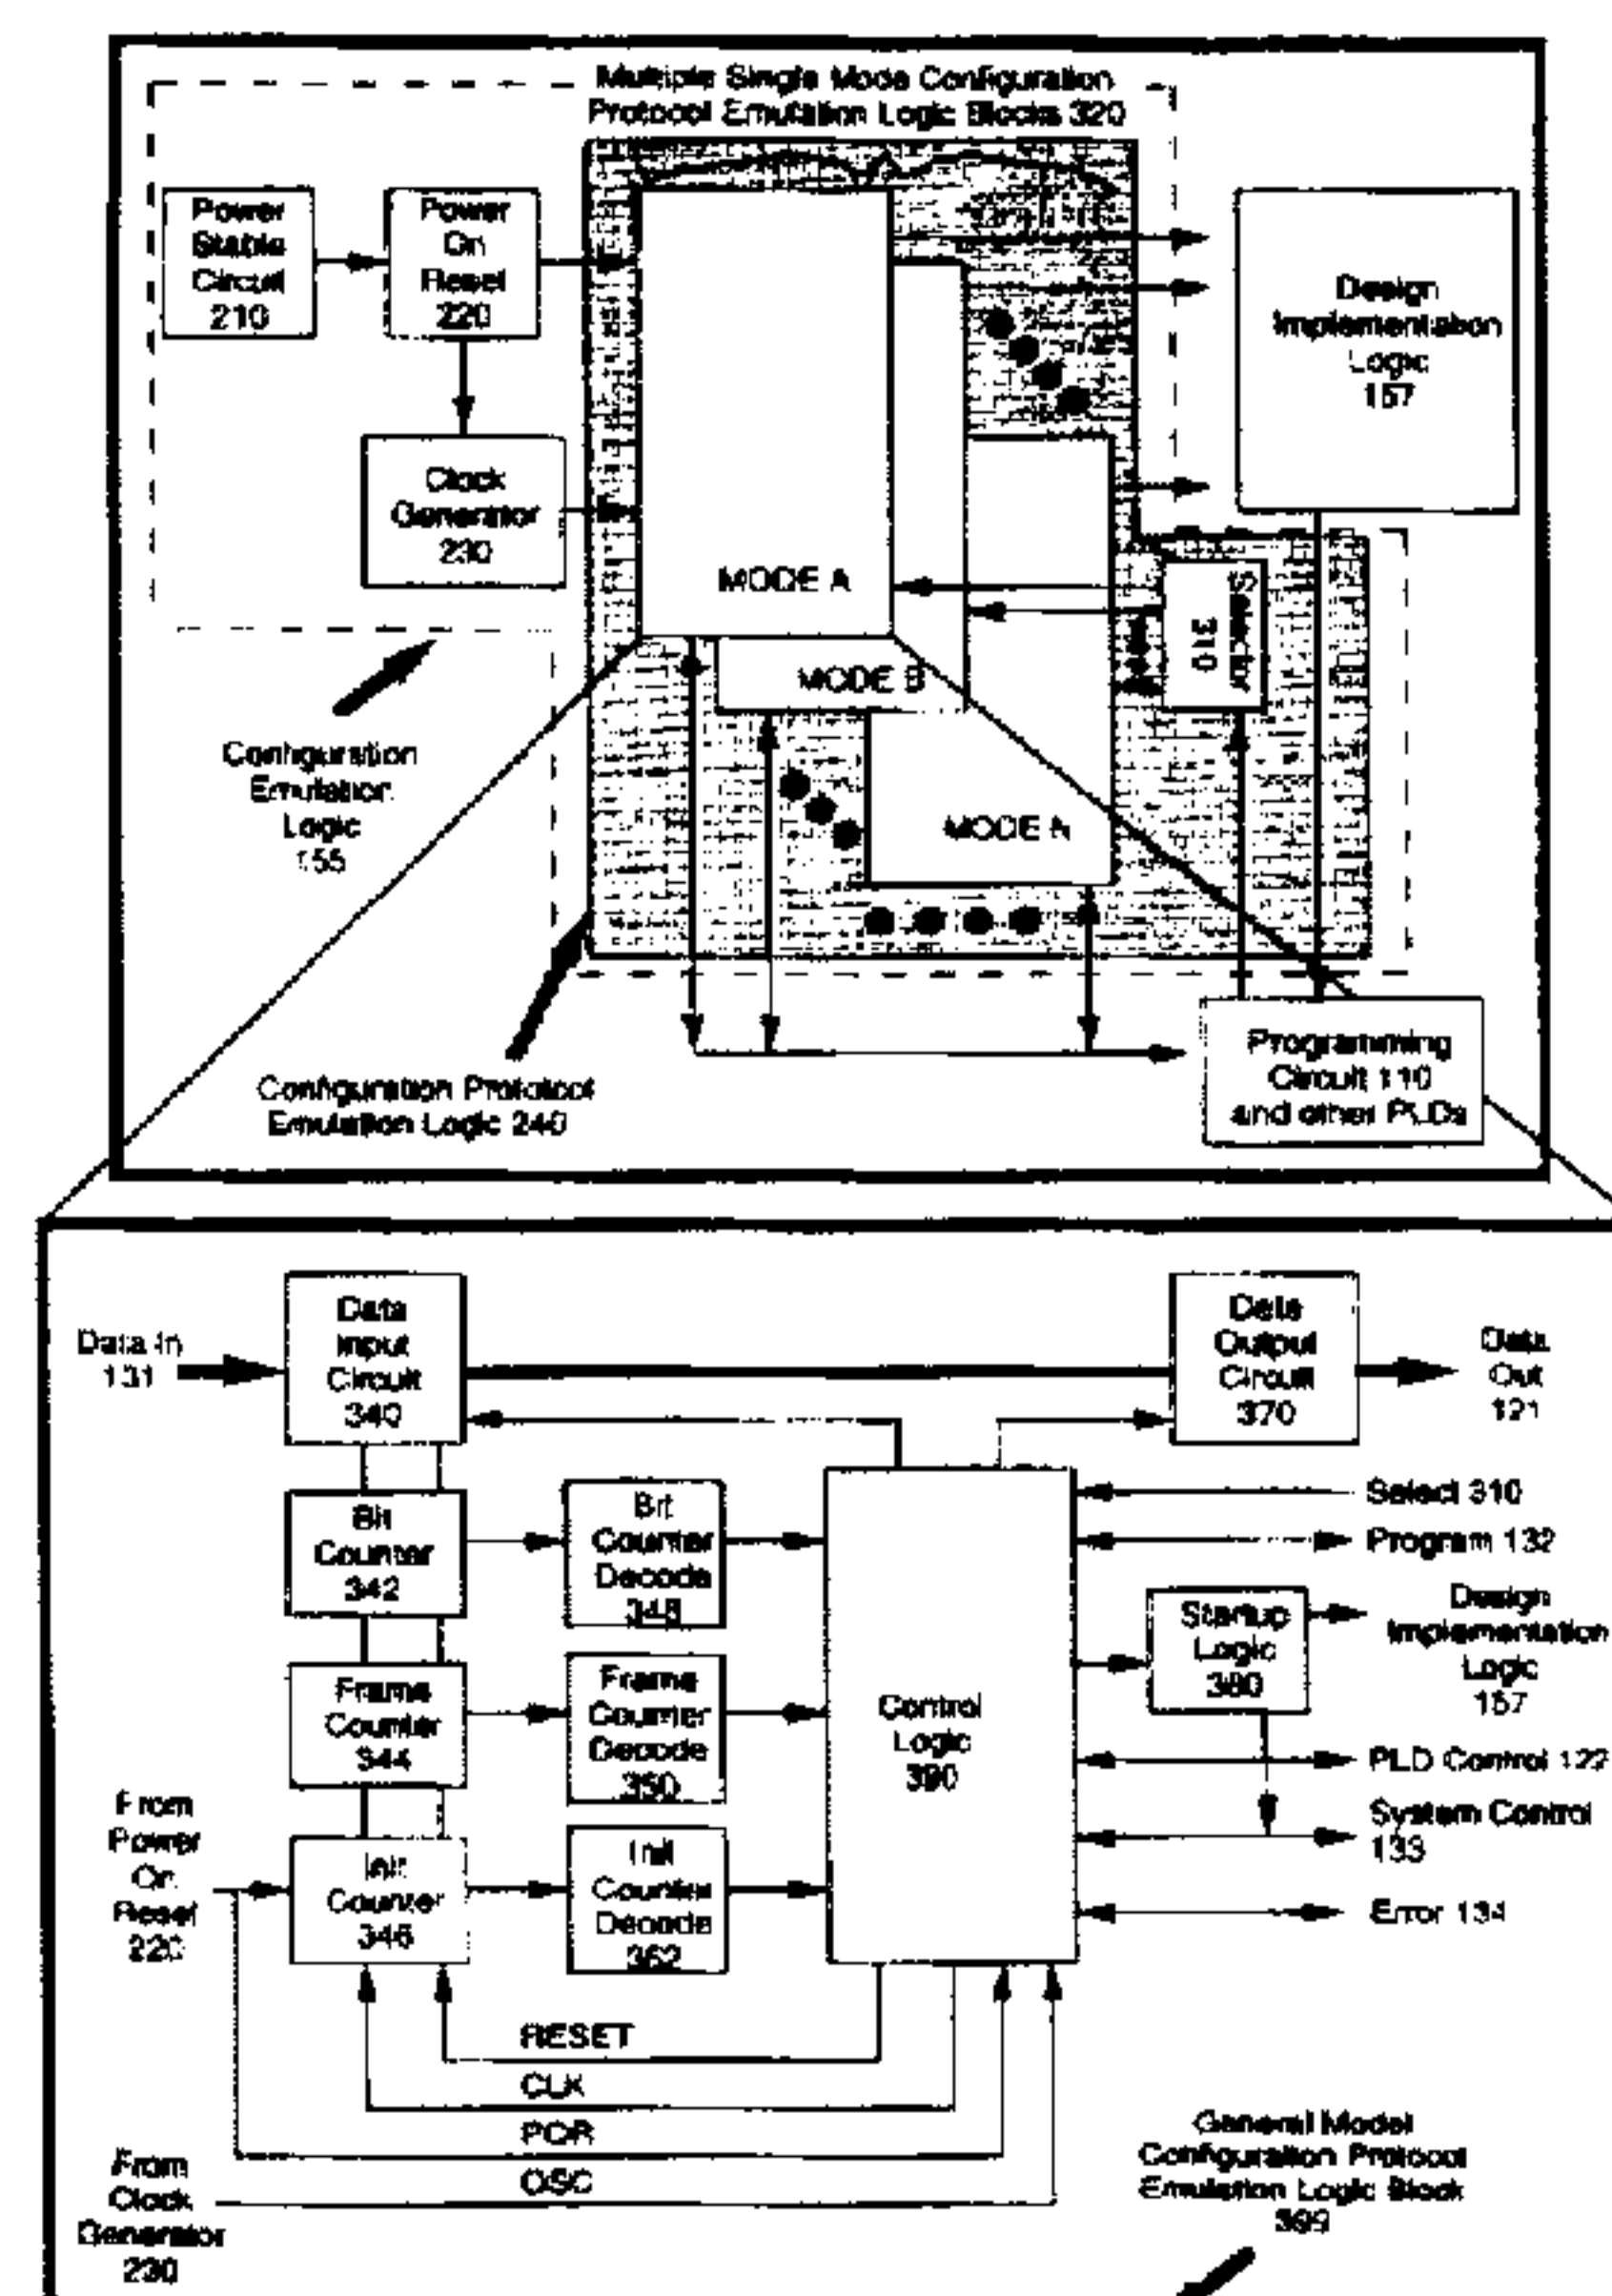 Multiple Single Mode Configuration
Protocol Emulation Logic Blocks 320
Power
Stable
Circuit
210
Power
On
Reset
220
Design
Implementation
Logic
157
Clock
Generator
230
MODE A
Selector
310
MODE B
Configuration
Emulation
Logic
155
MODE N
Programming
Circuit 110
and other PLDs
Configuration Protocol
Emulation Logic 240
Data In
131
Data
Input
Circuit
340
Data
Output
Circuit
370
Data
Out
121
Select 310
Bit
Counter
342
Bit
Counter
Decode
348
Program 132
Startup
Logic
380
Design
Implementation
Logic
157
Frame
Counter
344
Frame
Counter
Decode
350
Control
Logic
390
PLD Control 122
System Control
133
From
Power
On
Reset
220
Init
Counter
346
Init
Counter
Decode
352
Error 134
RESET
CLK
POR
OSC
From
Clock
Generator
230
General Model
Configuration Protocol
Emulation Logic Block
399